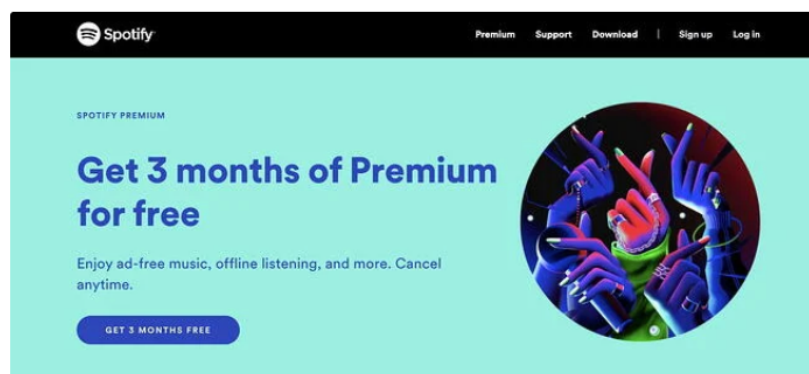 Spotify
Premium Support Download | Sign up Log in
SPOTIFY PREMIUM
Get 3 months of Premium
for free
Enjoy ad-free music, offline listening, and more. Cancel
anytime.
GET 3 MONTHS FREE